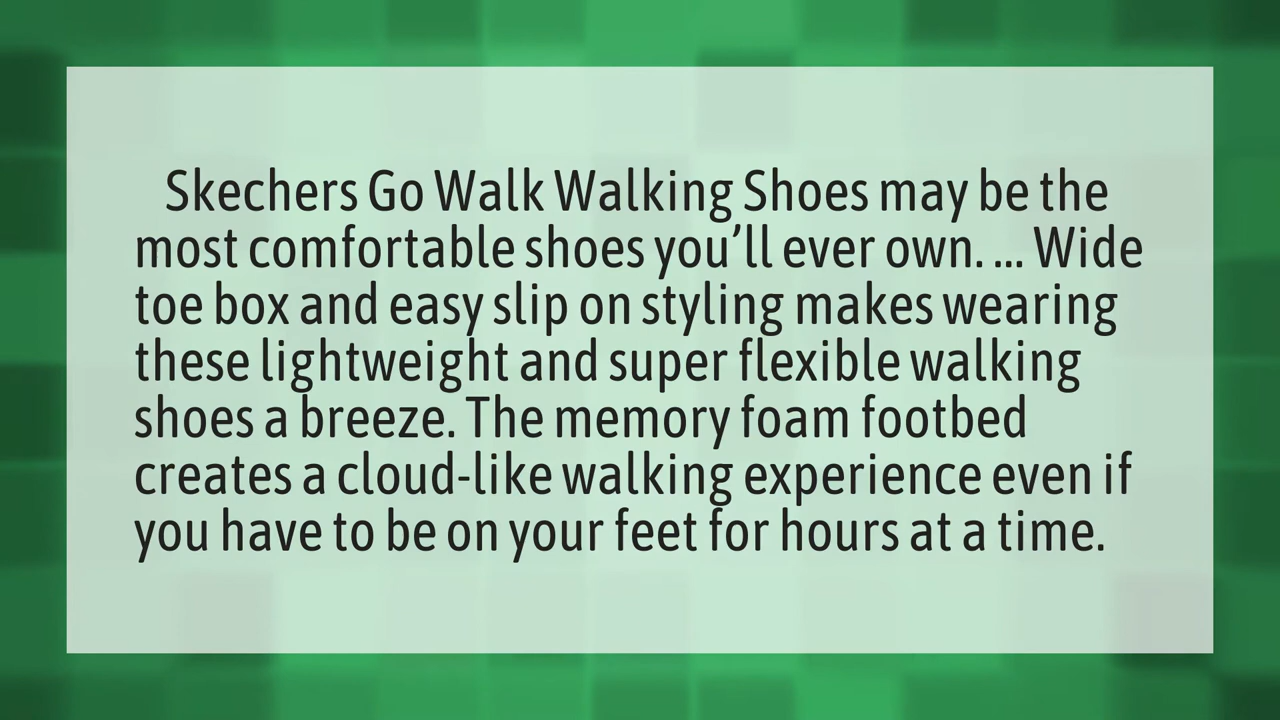 Skechers Go Walk Walking Shoes may be the
most comfortable shoes you’ll ever own. ... Wide
toe box and easy slip on styling makes wearing
these lightweight and super flexible walking
shoes a breeze. The memory foam footbed
creates a cloud-like walking experience even if
you have to be on your feet for hours at a time.